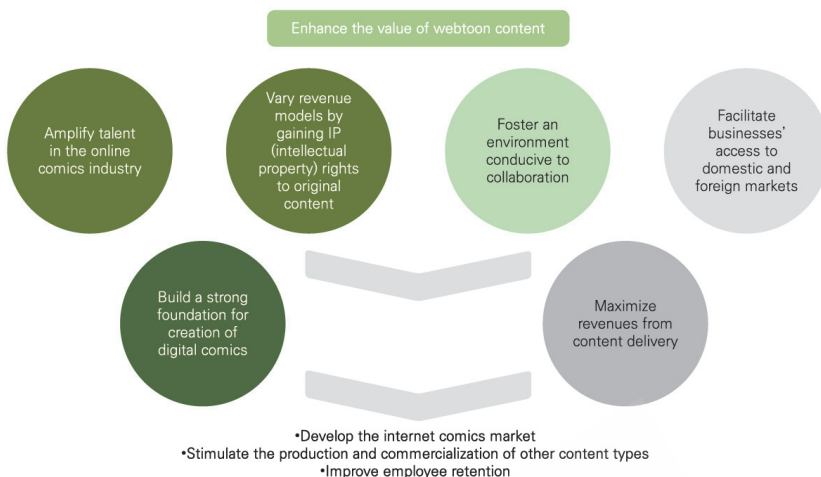 Enhance the value of webtoon content
Amplify talent
in the online
comics industry
Vary revenue
models by
gaining IP
(intellectual
property) rights
to original
content
Foster an
environment
conducive to
collaboration
Facilitate
businesses’
access to
domestic and
foreign markets
Build a strong
foundation for
creation of
digital comics
Maximize
revenues from
content delivery
•Develop the internet comics market
•Stimulate the production and commercialization of other content types
•Improve employee retention